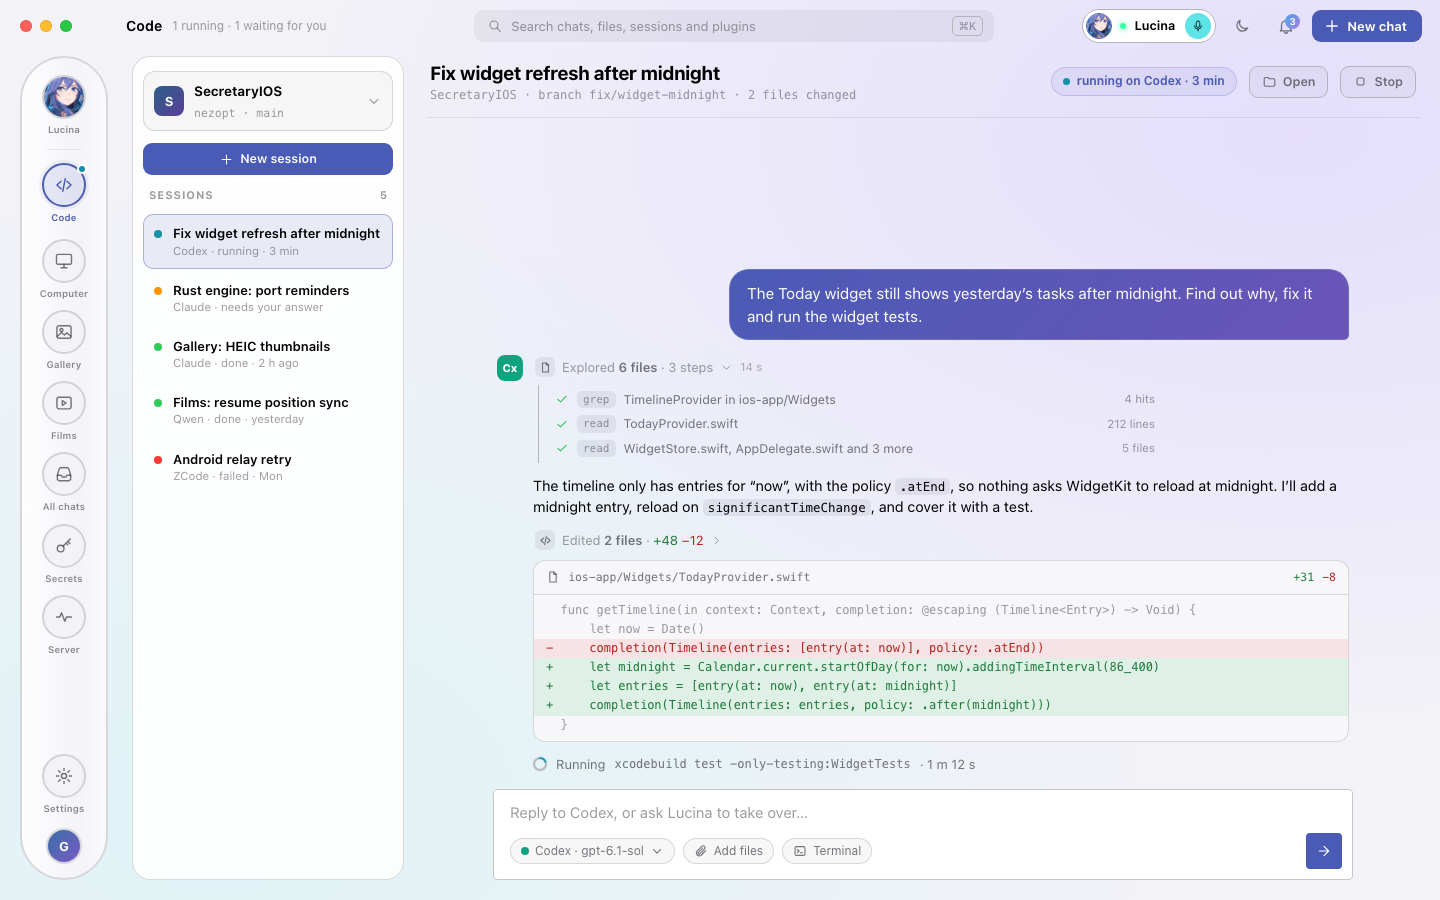 Code 1 running · 1 waiting for you
Search chats, files, sessions and plugins ⌘K
Lucina
3
New chat
Lucina
Code
Computer
Gallery
Films
All chats
Secrets
Server
Settings
G
S
SecretaryIOS
nezopt · main
New session
SESSIONS 5
Fix widget refresh after midnight
Codex · running · 3 min
Rust engine: port reminders
Claude · needs your answer
Gallery: HEIC thumbnails
Claude · done · 2 h ago
Films: resume position sync
Qwen · done · yesterday
Android relay retry
ZCode · failed · Mon
Fix widget refresh after midnight
SecretaryIOS · branch fix/widget-midnight · 2 files changed
running on Codex · 3 min
Open
Stop
The Today widget still shows yesterday’s tasks after midnight. Find out why, fix it
and run the widget tests.
Cx
Explored 6 files · 3 steps 14 s
grep TimelineProvider in ios-app/Widgets 4 hits
read TodayProvider.swift 212 lines
read WidgetStore.swift, AppDelegate.swift and 3 more 5 files
The timeline only has entries for “now”, with the policy .atEnd, so nothing asks WidgetKit to reload at midnight. I’ll add a
midnight entry, reload on significantTimeChange, and cover it with a test.
Edited 2 files · +48 −12
ios-app/Widgets/TodayProvider.swift +31 −8
func getTimeline(in context: Context, completion: @escaping (Timeline<Entry>) -> Void) {
let now = Date()
− completion(Timeline(entries: [entry(at: now)], policy: .atEnd))
+ let midnight = Calendar.current.startOfDay(for: now).addingTimeInterval(86_400)
+ let entries = [entry(at: now), entry(at: midnight)]
+ completion(Timeline(entries: entries, policy: .after(midnight)))
}
Running xcodebuild test -only-testing:WidgetTests · 1 m 12 s
Reply to Codex, or ask Lucina to take over…
Codex · gpt-6.1-sol
Add files
Terminal